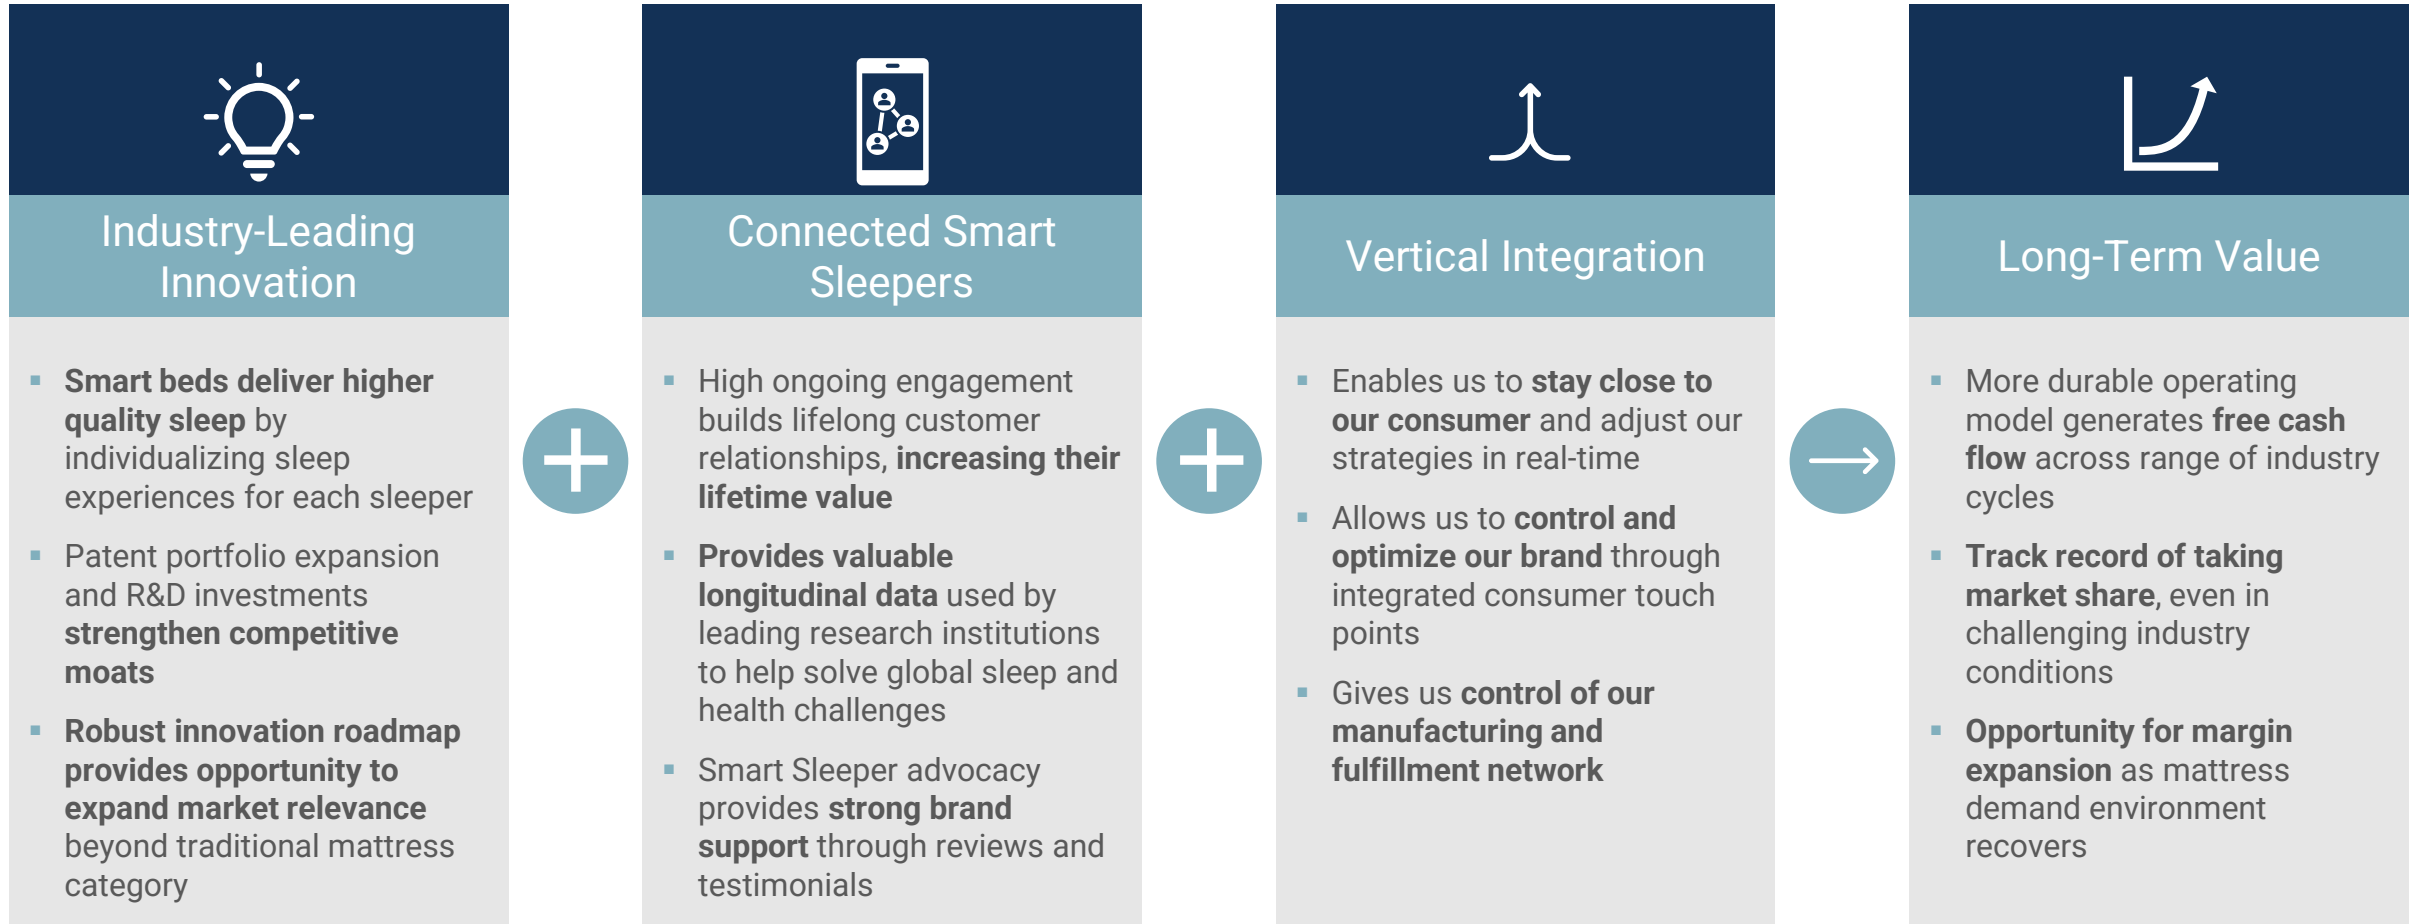 Industry-Leading
Innovation
▪ Smart beds deliver higher
quality sleep by
individualizing sleep
experiences for each sleeper
▪ Patent portfolio expansion
and R&D investments
strengthen competitive
moats
▪ Robust innovation roadmap
provides opportunity to
expand market relevance
beyond traditional mattress
category
Connected Smart
Sleepers
▪ High ongoing engagement
builds lifelong customer
relationships, increasing their
lifetime value
▪ Provides valuable
longitudinal data used by
leading research institutions
to help solve global sleep and
health challenges
▪ Smart Sleeper advocacy
provides strong brand
support through reviews and
testimonials
Vertical Integration
▪ Enables us to stay close to
our consumer and adjust our
strategies in real-time
▪ Allows us to control and
optimize our brand through
integrated consumer touch
points
▪ Gives us control of our
manufacturing and
fulfillment network
Long-Term Value
▪ More durable operating
model generates free cash
flow across range of industry
cycles
▪ Track record of taking
market share, even in
challenging industry
conditions
▪ Opportunity for margin
expansion as mattress
demand environment
recovers